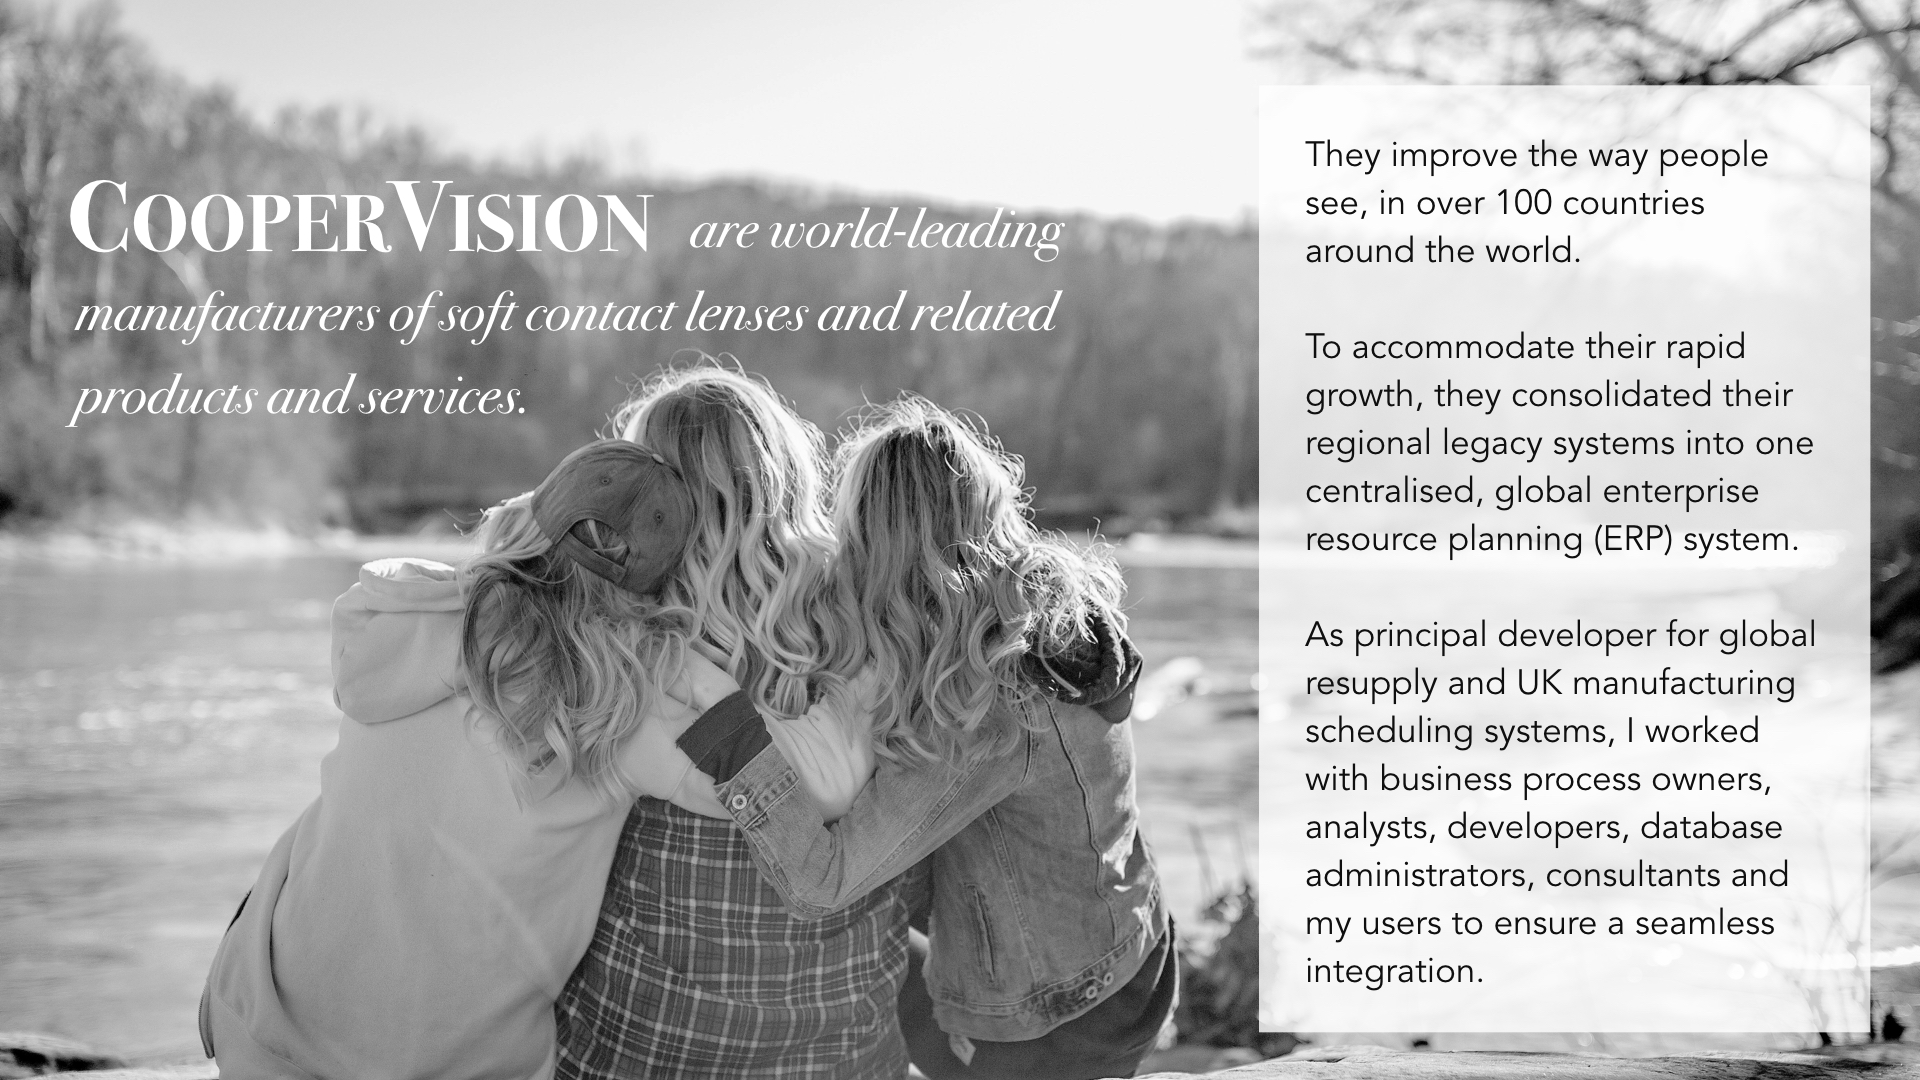 CooperVision are world-leading
manufacturers of soft contact lenses and related
products and services.
They improve the way people
see, in over 100 countries
around the world.
To accommodate their rapid
growth, they consolidated their
regional legacy systems into one
centralised, global enterprise
resource planning (ERP) system.
As principal developer for global
resupply and UK manufacturing
scheduling systems, I worked
with business process owners,
analysts, developers, database
administrators, consultants and
my users to ensure a seamless
integration.